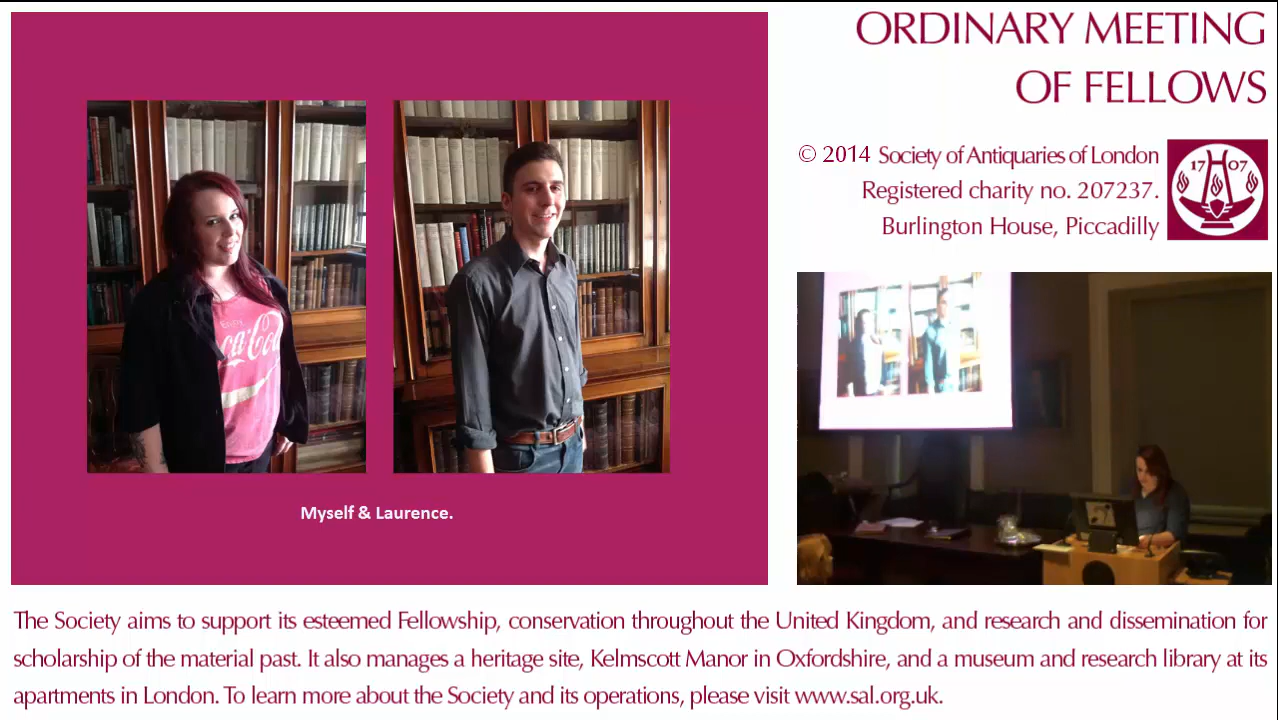 ORDINARY MEETING
OF FELLOWS
© 2014 Society of Antiquaries of London
Registered charity no. 207237.
Burlington House, Piccadilly
17 07
ENJOY
Coca-Cola
Myself & Laurence.
The Society aims to support its esteemed Fellowship, conservation throughout the United Kingdom, and research and dissemination for
scholarship of the material past. It also manages a heritage site, Kelmscott Manor in Oxfordshire, and a museum and research library at its
apartments in London. To learn more about the Society and its operations, please visit www.sal.org.uk.